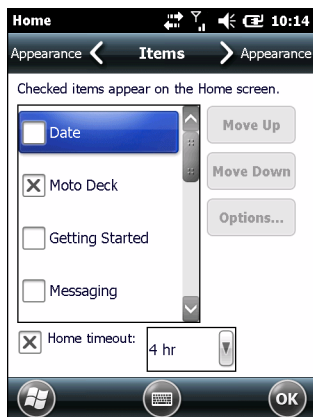 Home 10:14
Appearance Items Appearance
Checked items appear on the Home screen.
Date
Moto Deck
Getting Started
Messaging
Move Up
Move Down
Options...
Home timeout: 4 hr
OK